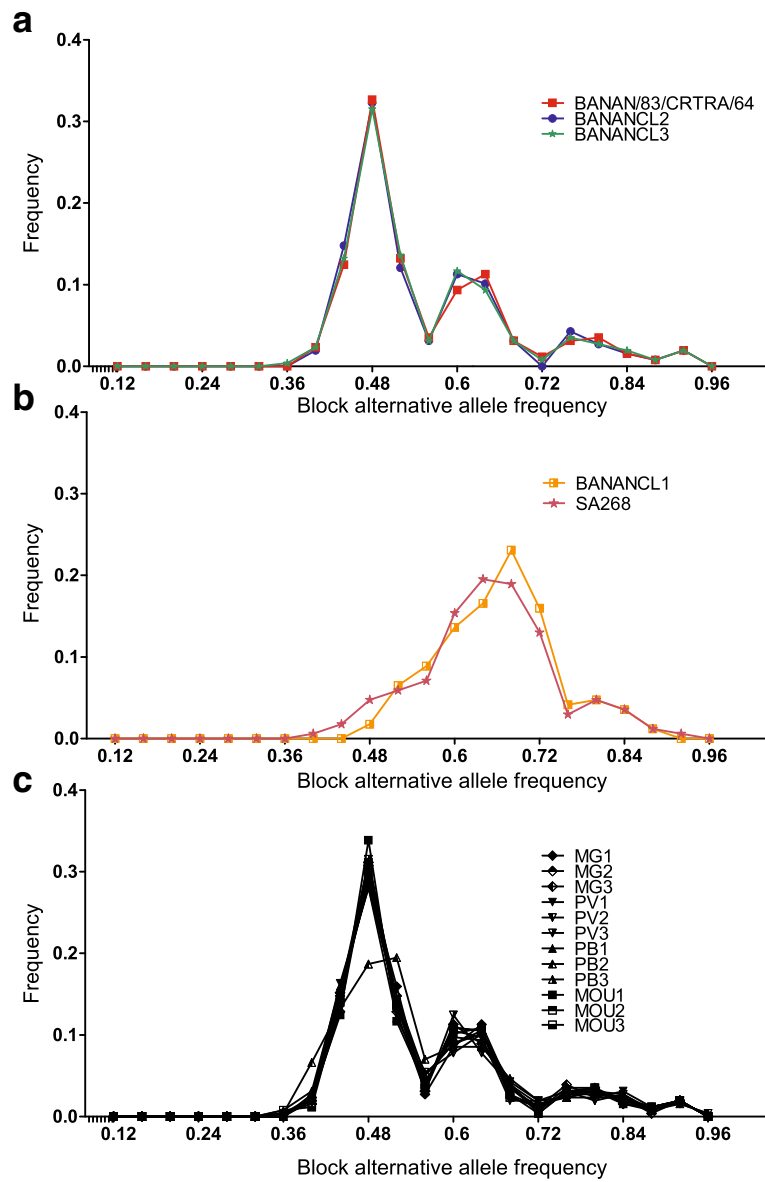 a
0.4
0.3
0.2
0.1
0.0
Frequency
BANAN/83/CRTRA/64
BANANCL2
BANANCL3
0.12 0.24 0.36 0.48 0.6 0.72 0.84 0.96
Block alternative allele frequency
b
0.4
0.3
0.2
0.1
0.0
Frequency
BANANCL1
SA268
0.12 0.24 0.36 0.48 0.6 0.72 0.84 0.96
Block alternative allele frequency
c
0.4
0.3
0.2
0.1
0.0
Frequency
MG1
MG2
MG3
PV1
PV2
PV3
PB1
PB2
PB3
MOU1
MOU2
MOU3
0.12 0.24 0.36 0.48 0.6 0.72 0.84 0.96
Block alternative allele frequency